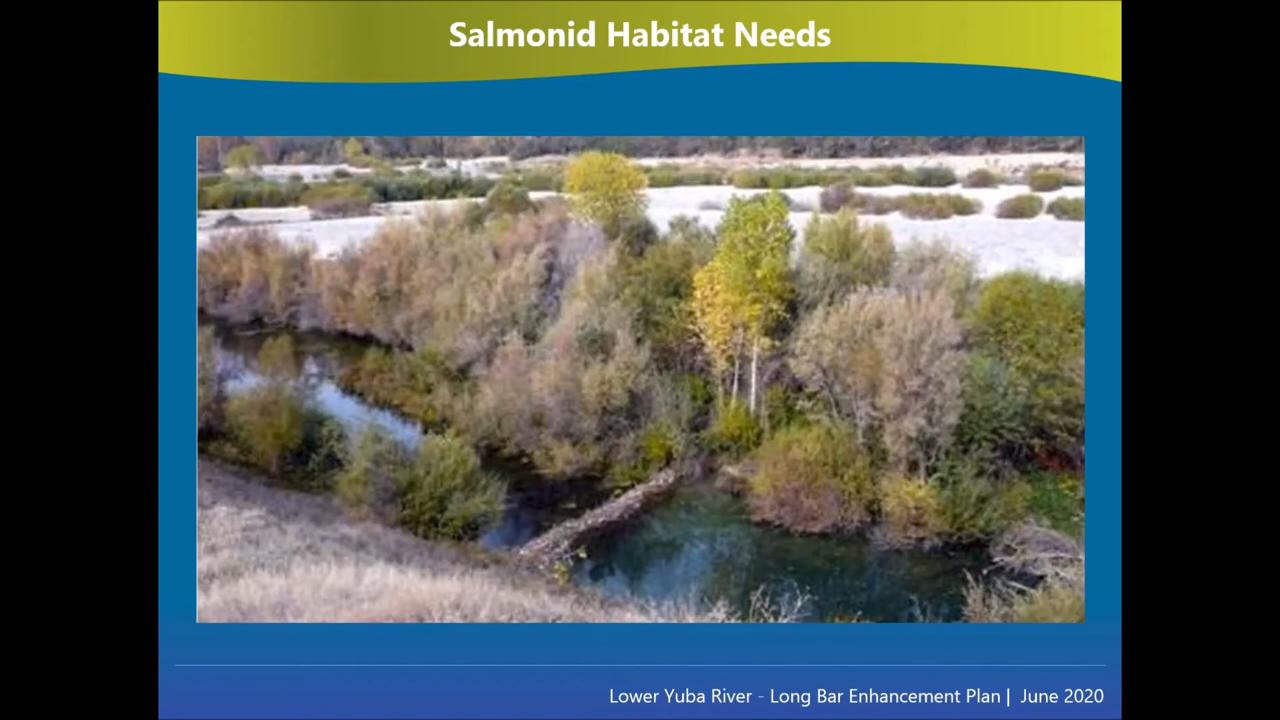 Salmonid Habitat Needs
Lower Yuba River - Long Bar Enhancement Plan | June 2020